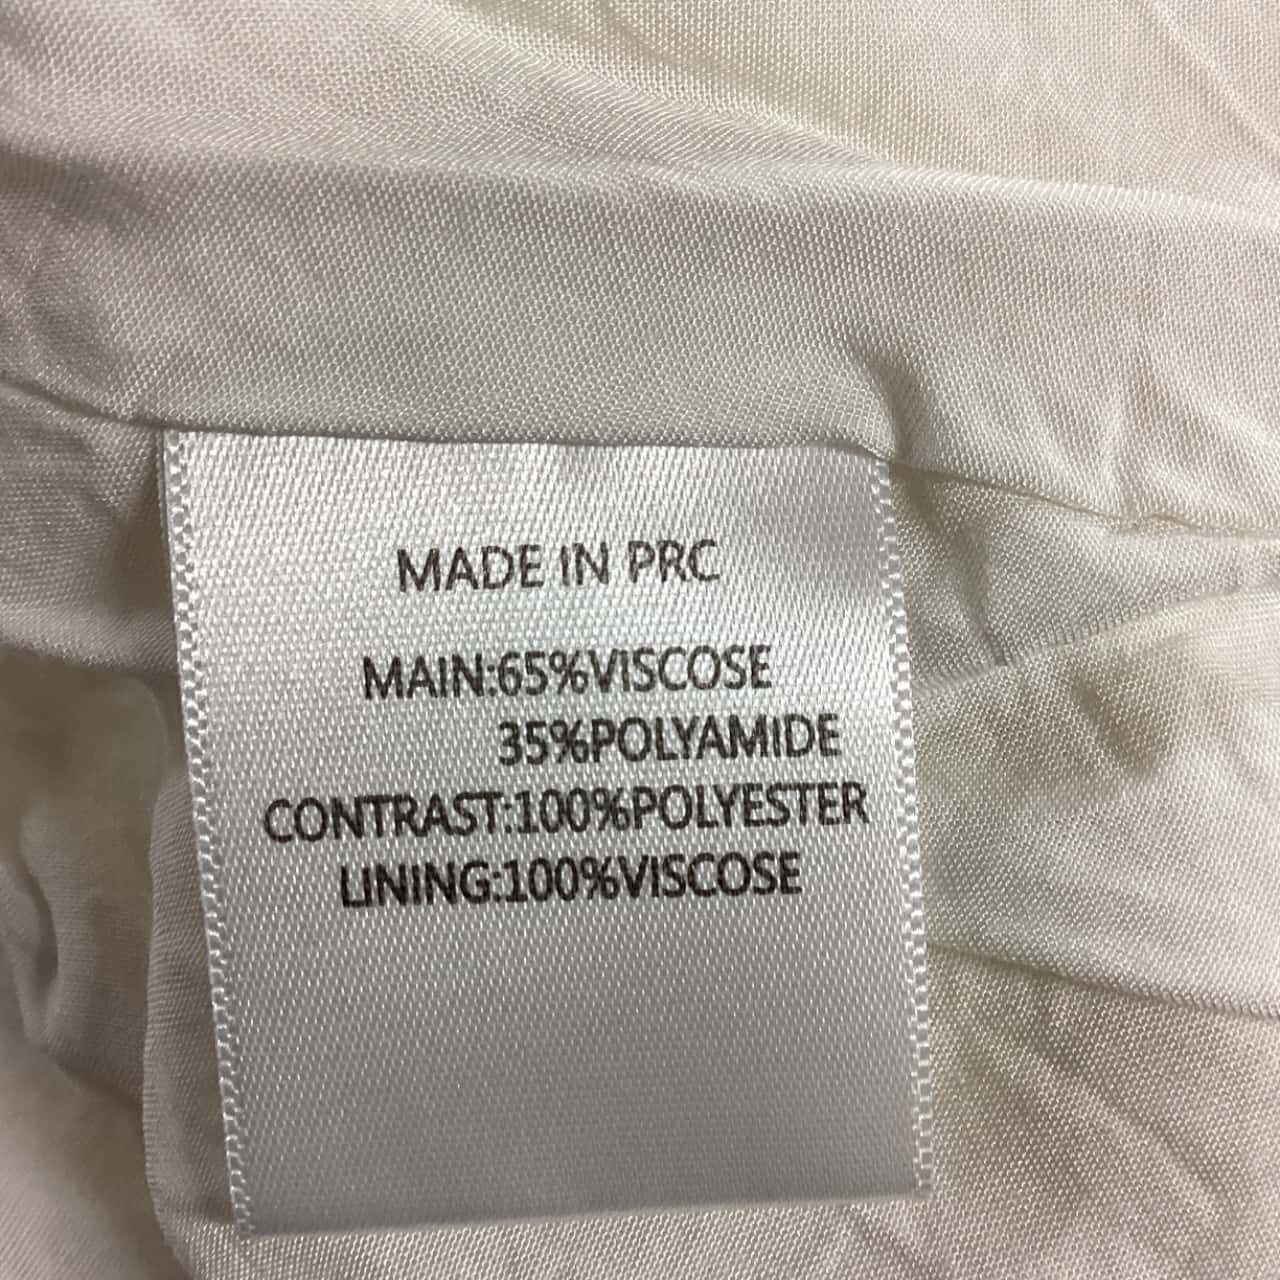 MADE IN PRC
MAIN:65%VISCOSE
35%POLYAMIDE
CONTRAST:100%POLYESTER
LINING:100%VISCOSE